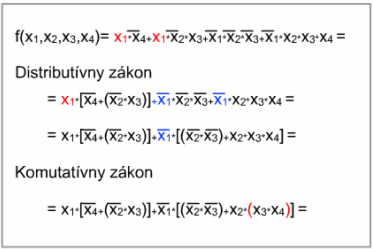 f(x₁,x₂,x₃,x₄)= x₁·x̅₄+x₁·x̅₂·x₃+x̅₁·x̅₂·x̅₃+x̅₁·x₂·x₃·x₄ =
Distributívny zákon
= x₁·[x̅₄+(x̅₂·x₃)]+x̅₁·x̅₂·x̅₃+x̅₁·x₂·x₃·x₄ =
= x₁·[x̅₄+(x̅₂·x₃)]+x̅₁·[(x̅₂·x̅₃)+x₂·x₃·x₄] =
Komutatívny zákon
= x₁·[x̅₄+(x̅₂·x₃)]+x̅₁·[(x̅₂·x̅₃)+x₂·(x₃·x₄)] =